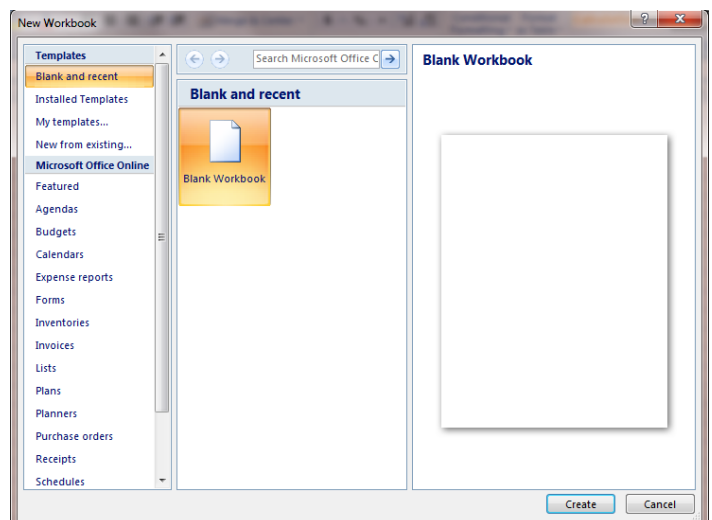 New Workbook
?
Templates
Blank and recent
Installed Templates
My templates...
New from existing...
Microsoft Office Online
Featured
Agendas
Budgets
Calendars
Expense reports
Forms
Inventories
Invoices
Lists
Plans
Planners
Purchase orders
Receipts
Schedules
Search Microsoft Office C
Blank and recent
Blank Workbook
Blank Workbook
Create
Cancel